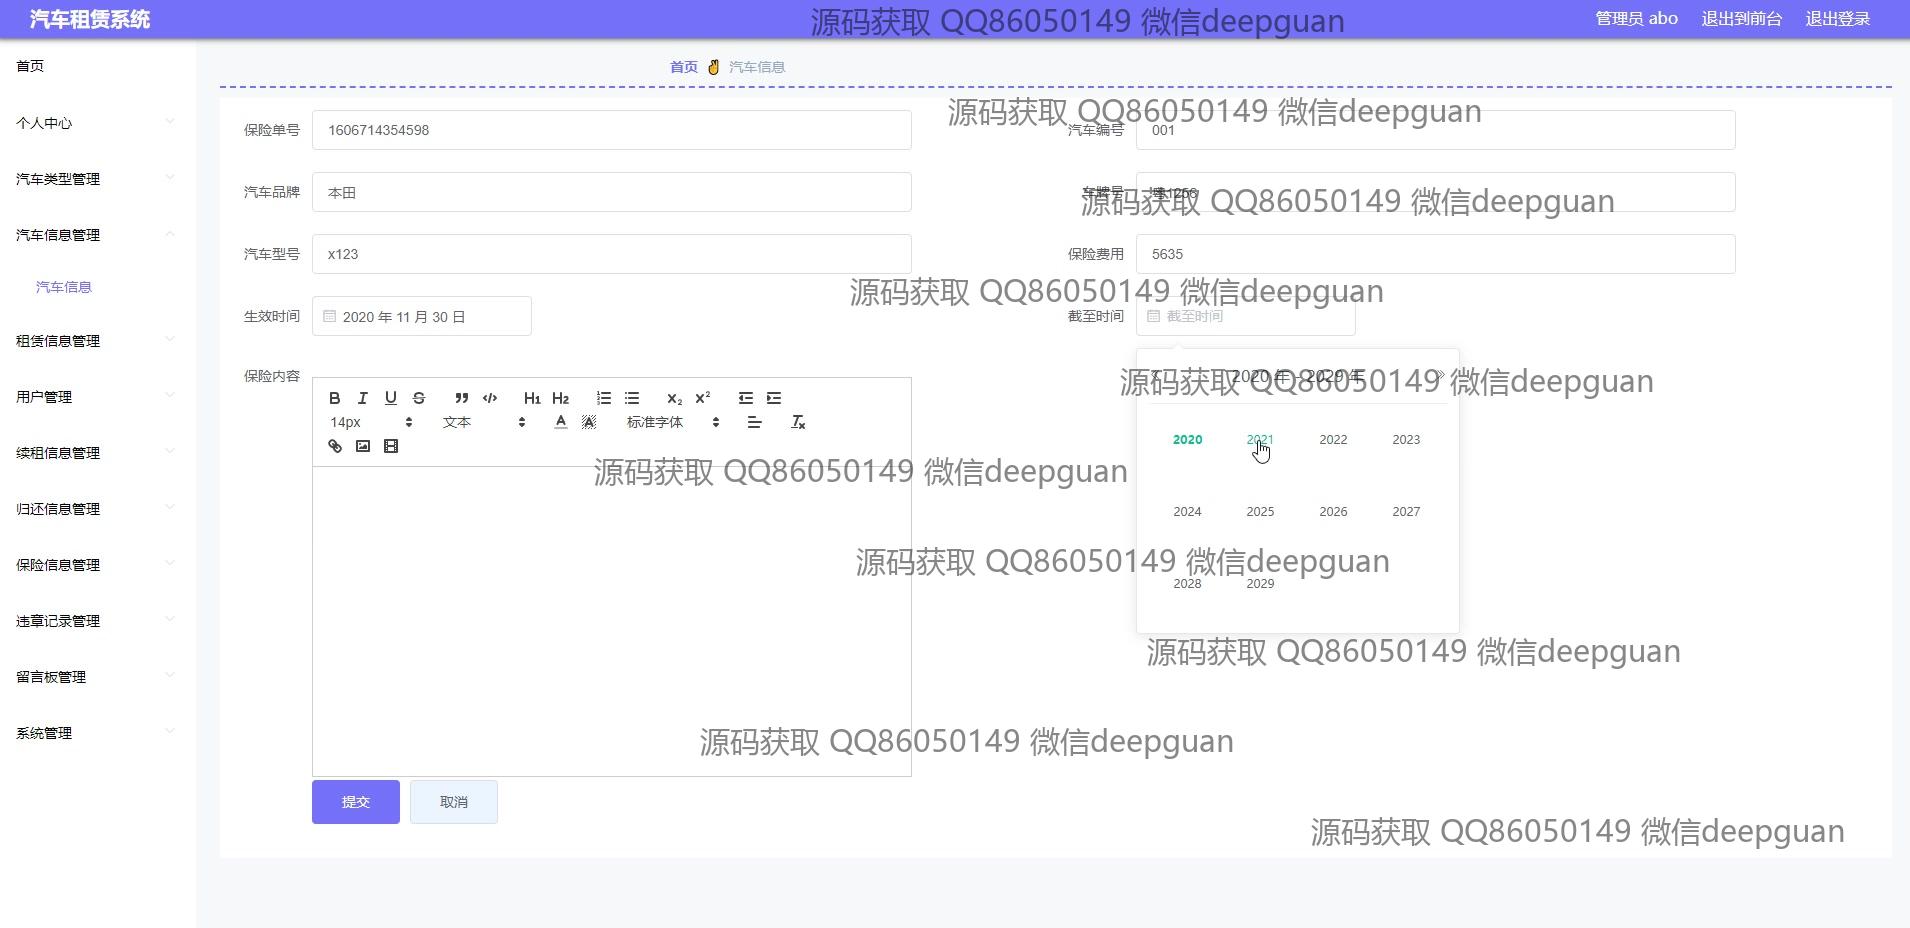 汽车租赁系统
源码获取 QQ86050149 微信deepguan
管理员 abo
退出到前台
退出登录
首页
个人中心
汽车类型管理
汽车信息管理
汽车信息
租赁信息管理
用户管理
续租信息管理
归还信息管理
保险信息管理
违章记录管理
留言板管理
系统管理
首页 ✌ 汽车信息
源码获取 QQ86050149 微信deepguan
保险单号 1606714354598
汽车编号 001
汽车品牌 本田
车牌号
源码获取 QQ86050149 微信deepguan
汽车型号 x123
保险费用 5635
源码获取 QQ86050149 微信deepguan
生效时间 2020 年 11 月 30 日
截至时间 截至时间
保险内容
2020 年 - 2029 年
源码获取 QQ86050149 微信deepguan
B I U S ” </> H1 H2 x2 x2
14px 文本 A A 标准字体 Tx
2020 2021 2022 2023
源码获取 QQ86050149 微信deepguan
2024 2025 2026 2027
源码获取 QQ86050149 微信deepguan
2028 2029
源码获取 QQ86050149 微信deepguan
源码获取 QQ86050149 微信deepguan
提交 取消
源码获取 QQ86050149 微信deepguan